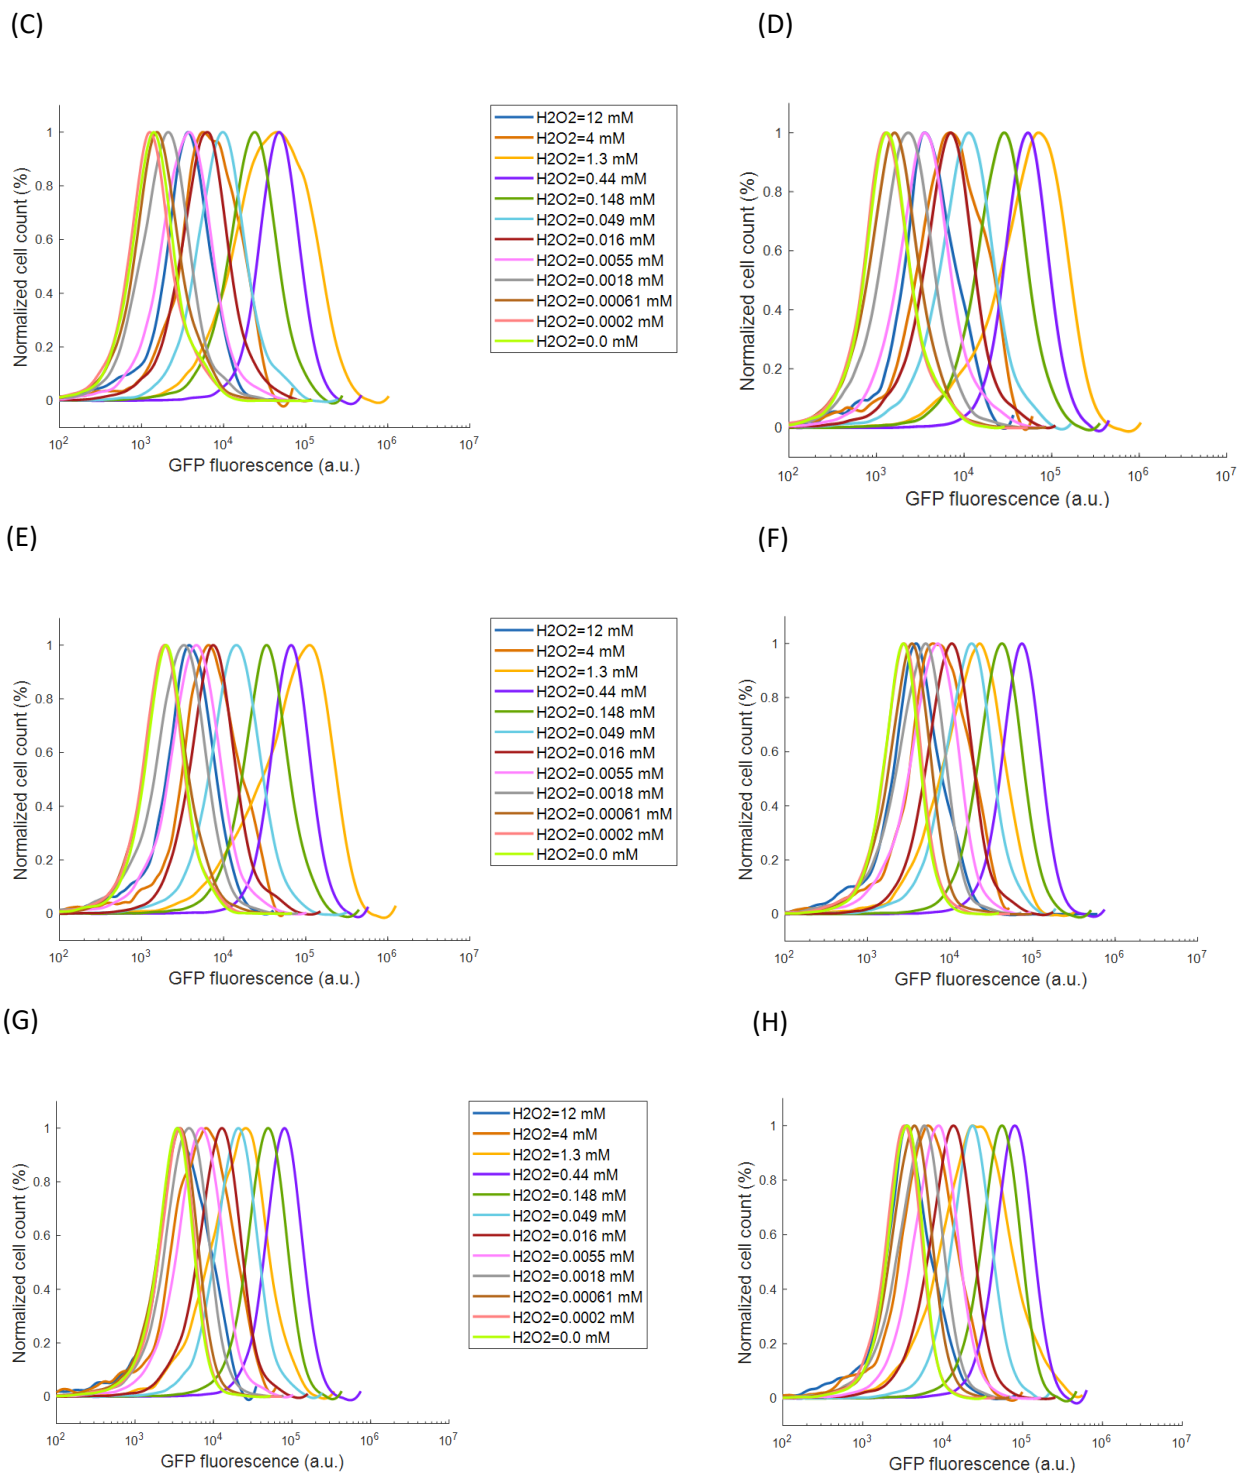 (C)
(D)
Normalized cell count (%)
1
0.8
0.6
0.4
0.2
0
10² 10³ 10⁴ 10⁵ 10⁶ 10⁷
GFP fluorescence (a.u.)
H2O2=12 mM
H2O2=4 mM
H2O2=1.3 mM
H2O2=0.44 mM
H2O2=0.148 mM
H2O2=0.049 mM
H2O2=0.016 mM
H2O2=0.0055 mM
H2O2=0.0018 mM
H2O2=0.00061 mM
H2O2=0.0002 mM
H2O2=0.0 mM
Normalized cell count (%)
1
0.8
0.6
0.4
0.2
0
10² 10³ 10⁴ 10⁵ 10⁶ 10⁷
GFP fluorescence (a.u.)
(E)
(F)
Normalized cell count (%)
1
0.8
0.6
0.4
0.2
0
10² 10³ 10⁴ 10⁵ 10⁶ 10⁷
GFP fluorescence (a.u.)
H2O2=12 mM
H2O2=4 mM
H2O2=1.3 mM
H2O2=0.44 mM
H2O2=0.148 mM
H2O2=0.049 mM
H2O2=0.016 mM
H2O2=0.0055 mM
H2O2=0.0018 mM
H2O2=0.00061 mM
H2O2=0.0002 mM
H2O2=0.0 mM
Normalized cell count (%)
1
0.8
0.6
0.4
0.2
0
10² 10³ 10⁴ 10⁵ 10⁶ 10⁷
GFP fluorescence (a.u.)
(G)
(H)
Normalized cell count (%)
1
0.8
0.6
0.4
0.2
0
10² 10³ 10⁴ 10⁵ 10⁶ 10⁷
GFP fluorescence (a.u.)
H2O2=12 mM
H2O2=4 mM
H2O2=1.3 mM
H2O2=0.44 mM
H2O2=0.148 mM
H2O2=0.049 mM
H2O2=0.016 mM
H2O2=0.0055 mM
H2O2=0.0018 mM
H2O2=0.00061 mM
H2O2=0.0002 mM
H2O2=0.0 mM
Normalized cell count (%)
1
0.8
0.6
0.4
0.2
0
10² 10³ 10⁴ 10⁵ 10⁶ 10⁷
GFP fluorescence (a.u.)